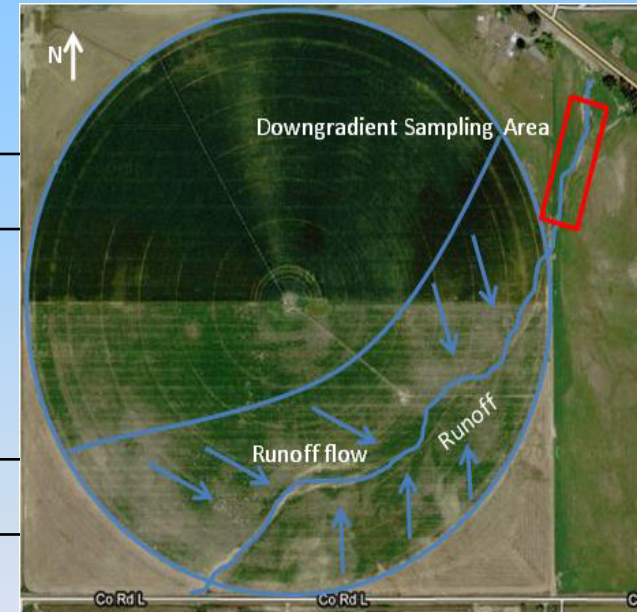 N
Downgradient Sampling Area
Runoff flow
Runoff
Co Rd L
Co Rd L
C